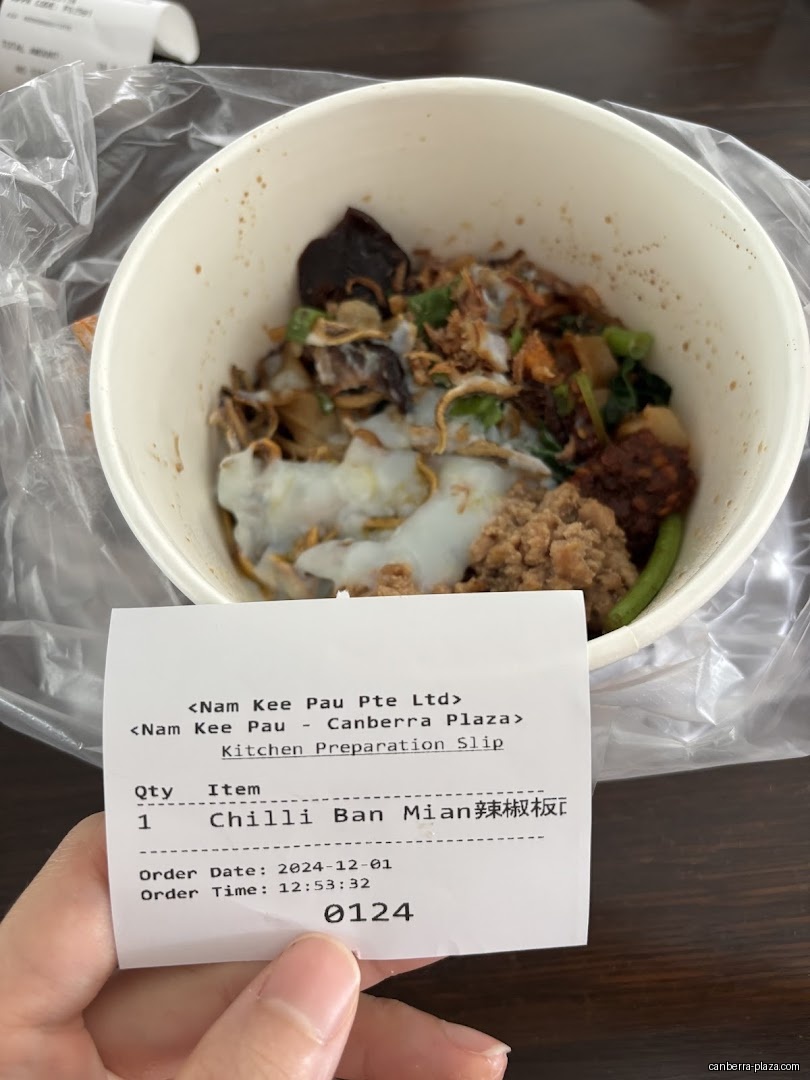 TOTAL AMOUNT:
<Nam Kee Pau Pte Ltd>
<Nam Kee Pau - Canberra Plaza>
Kitchen Preparation Slip
Qty Item
1 Chilli Ban Mian辣椒板
Order Date: 2024-12-01
Order Time: 12:53:32
0124
canberra-plaza.com